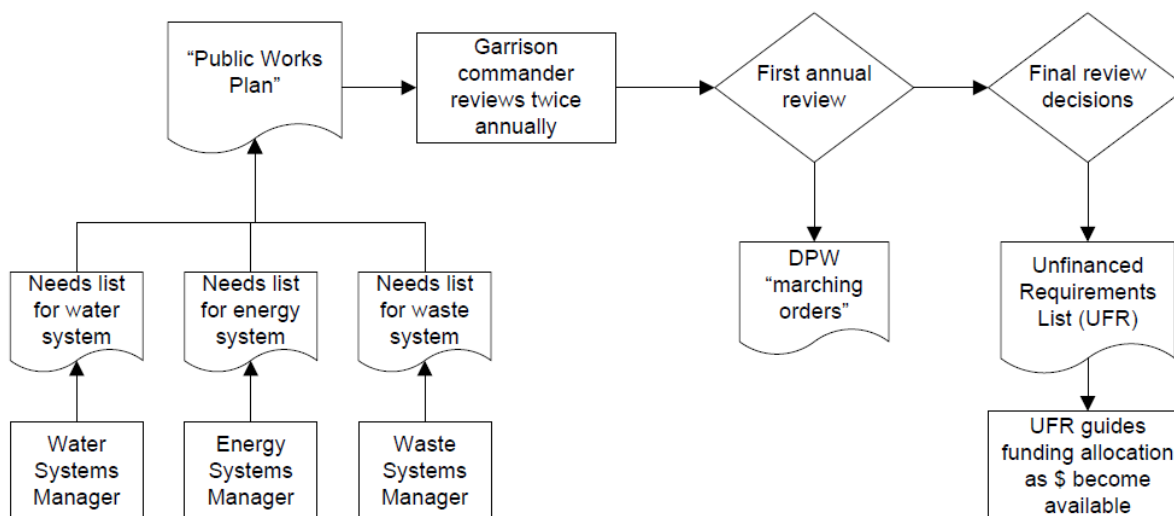 “Public Works
Plan”
Garrison
commander
reviews twice
annually
First annual
review
Final review
decisions
Needs list
for water
system
Needs list
for energy
system
Needs list
for waste
system
DPW
“marching
orders”
Unfinanced
Requirements
List (UFR)
Water
Systems
Manager
Energy
Systems
Manager
Waste
Systems
Manager
UFR guides
funding allocation
as $ become
available